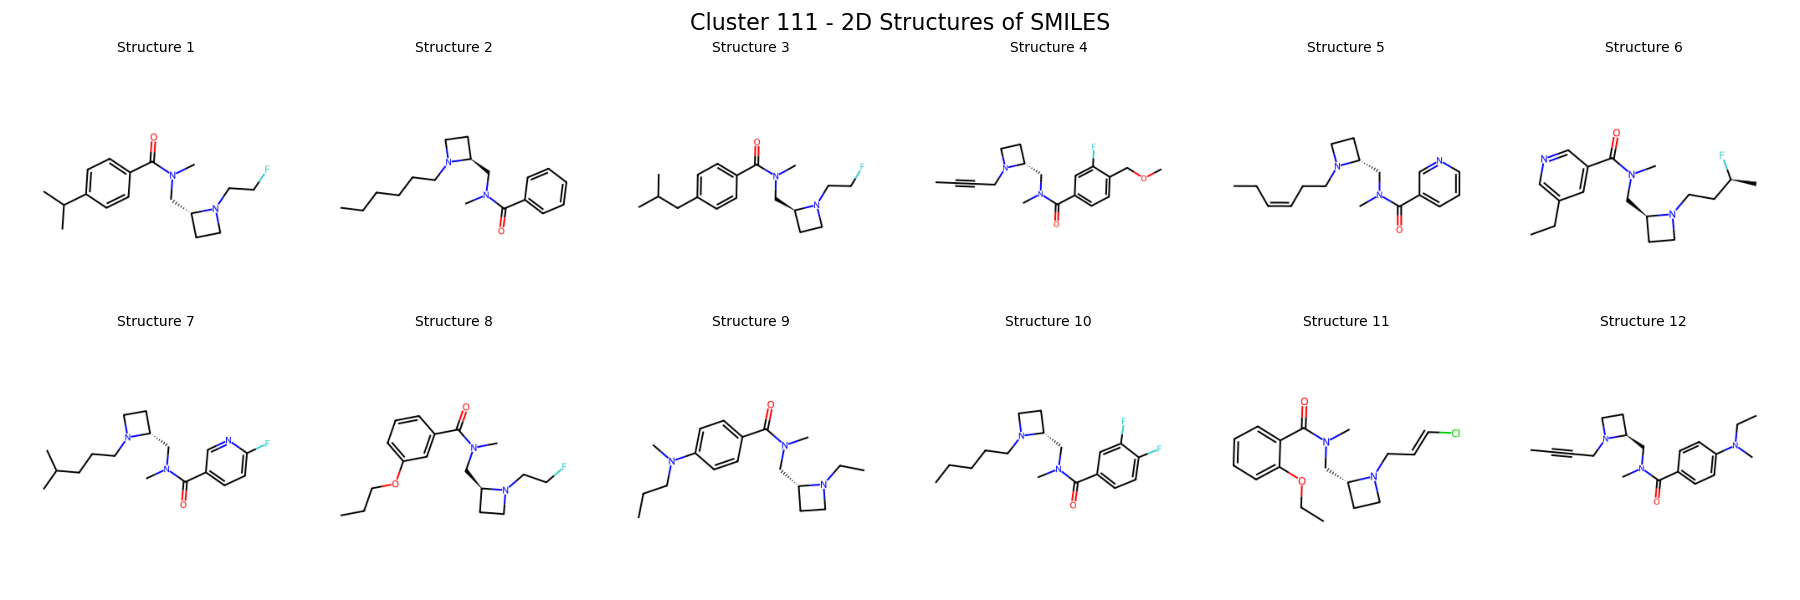 Cluster 111 - 2D Structures of SMILES
Structure 1
Structure 2
Structure 3
Structure 4
Structure 5
Structure 6
O
N
N
F
N
N
O
O
N
N
F
N
N
O
F
O
N
N
O
N
N
O
N
N
F
Structure 7
Structure 8
Structure 9
Structure 10
Structure 11
Structure 12
N
N
O
N
F
O
N
N
F
O
O
N
N
N
N
N
O
F
F
O
N
N
Cl
O
N
N
O
N